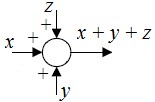 z
+
x + x + y + z
+
y